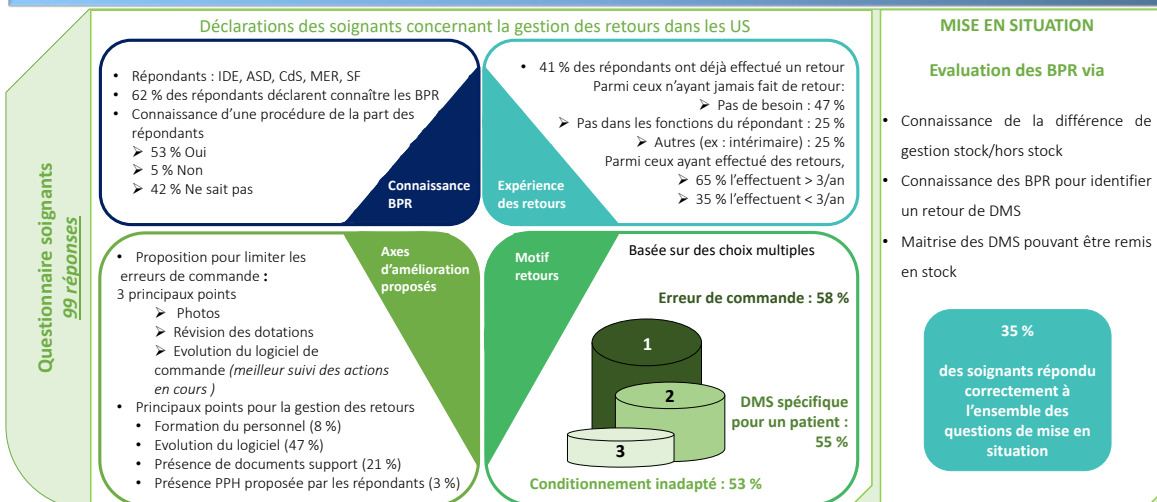 Questionnaire soignants
99 réponses
Déclarations des soignants concernant la gestion des retours dans les US
• Répondants : IDE, ASD, CdS, MER, SF
• 62 % des répondants déclarent connaître les BPR
• Connaissance d'une procédure de la part des
répondants
➢ 53 % Oui
➢ 5 % Non
➢ 42 % Ne sait pas
Connaissance
BPR
• 41 % des répondants ont déjà effectué un retour
Parmi ceux n'ayant jamais fait de retour:
➢ Pas de besoin : 47 %
➢ Pas dans les fonctions du répondant : 25 %
➢ Autres (ex : intérimaire) : 25 %
Parmi ceux ayant effectué des retours,
➢ 65 % l'effectuent > 3/an
➢ 35 % l'effectuent < 3/an
Expérience
des retours
• Proposition pour limiter les
erreurs de commande :
3 principaux points
➢ Photos
➢ Révision des dotations
➢ Evolution du logiciel de
commande (meilleur suivi des actions
en cours )
• Principaux points pour la gestion des retours
• Formation du personnel (8 %)
• Evolution du logiciel (47 %)
• Présence de documents support (21 %)
• Présence PPH proposée par les répondants (3 %)
Axes
d'amélioration
proposés
Motif
retours
Basée sur des choix multiples
Erreur de commande : 58 %
1
2
3
DMS spécifique
pour un patient :
55 %
Conditionnement inadapté : 53 %
MISE EN SITUATION
Evaluation des BPR via
• Connaissance de la différence de
gestion stock/hors stock
• Connaissance des BPR pour identifier
un retour de DMS
• Maitrise des DMS pouvant être remis
en stock
35 %
des soignants répondu
correctement à
l'ensemble des
questions de mise en
situation